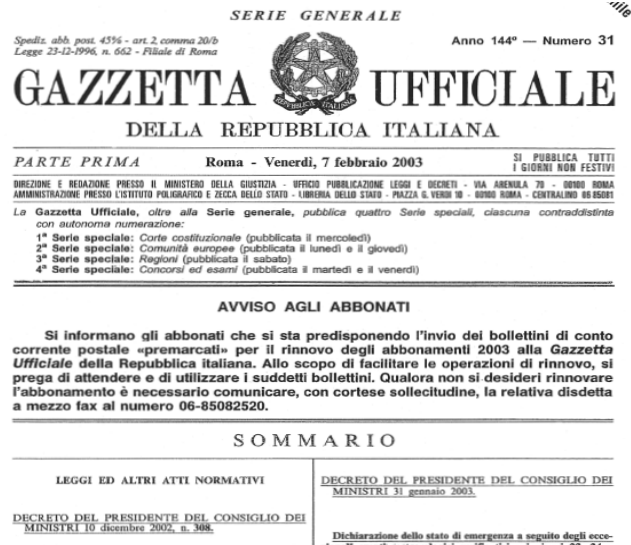 SERIE GENERALE
Spediz. abb. post. 45% - art. 2, comma 20/b
Legge 23-12-1996, n. 662 - Filiale di Roma
Anno 144° — Numero 31
GAZZETTA UFFICIALE
REPVBBLICA ITALIANA
DELLA REPUBBLICA ITALIANA
PARTE PRIMA
Roma - Venerdì, 7 febbraio 2003
SI PUBBLICA TUTTI
I GIORNI NON FESTIVI
DIREZIONE E REDAZIONE PRESSO IL MINISTERO DELLA GIUSTIZIA - UFFICIO PUBBLICAZIONE LEGGI E DECRETI - VIA ARENULA 70 - 00100 ROMA
AMMINISTRAZIONE PRESSO L'ISTITUTO POLIGRAFICO E ZECCA DELLO STATO - LIBRERIA DELLO STATO - PIAZZA G. VERDI 10 - 00100 ROMA - CENTRALINO 06 85081
La Gazzetta Ufficiale, oltre alla Serie generale, pubblica quattro Serie speciali, ciascuna contraddistinta
con autonoma numerazione:
1ª Serie speciale: Corte costituzionale (pubblicata il mercoledì)
2ª Serie speciale: Comunità europee (pubblicata il lunedì e il giovedì)
3ª Serie speciale: Regioni (pubblicata il sabato)
4ª Serie speciale: Concorsi ed esami (pubblicata il martedì e il venerdì)
AVVISO AGLI ABBONATI
Si informano gli abbonati che si sta predisponendo l'invio dei bollettini di conto
corrente postale «premarcati» per il rinnovo degli abbonamenti 2003 alla Gazzetta
Ufficiale della Repubblica italiana. Allo scopo di facilitare le operazioni di rinnovo, si
prega di attendere e di utilizzare i suddetti bollettini. Qualora non si desideri rinnovare
l'abbonamento è necessario comunicare, con cortese sollecitudine, la relativa disdetta
a mezzo fax al numero 06-85082520.
SOMMARIO
LEGGI ED ALTRI ATTI NORMATIVI
DECRETO DEL PRESIDENTE DEL CONSIGLIO DEI
MINISTRI 10 dicembre 2002, n. 308.
DECRETO DEL PRESIDENTE DEL CONSIGLIO DEI
MINISTRI 31 gennaio 2003.
Dichiarazione dello stato di emergenza a seguito degli ecce-